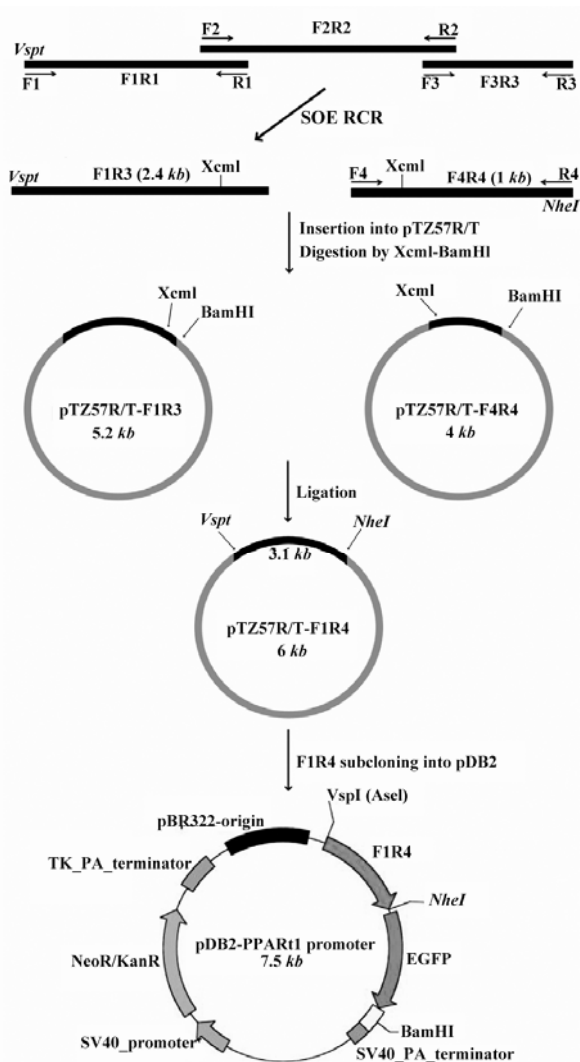 F2 F2R2 R2
Vspt
F1 F1R1 R1 F3 F3R3 R3
SOE RCR
Vspt F1R3 (2.4 kb) XcmI
F4 XcmI F4R4 (1 kb) R4
NheI
Insertion into pTZ57R/T
Digestion by XcmI-BamHI
XcmI
BamHI
XcmI
BamHI
pTZ57R/T-F1R3
5.2 kb
pTZ57R/T-F4R4
4 kb
Ligation
Vspt
NheI
3.1 kb
pTZ57R/T-F1R4
6 kb
F1R4 subcloning into pDB2
VspI (AseI)
pBR322-origin
F1R4
TK_PA_terminator
NheI
pDB2-PPARt1 promoter
7.5 kb
NeoR/KanR
EGFP
BamHI
SV40_promoter
SV40_PA_terminator